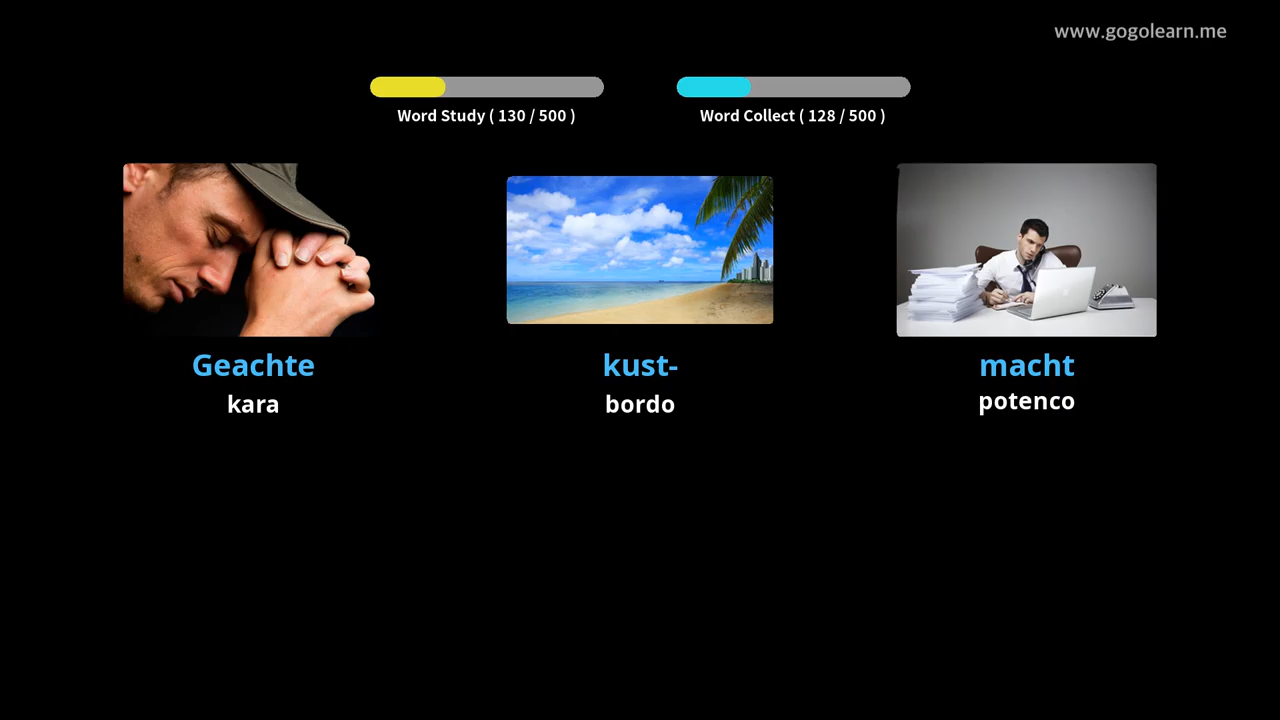 www.gogolearn.me
Word Study ( 130 / 500 )
Word Collect ( 128 / 500 )
Geachte
kara
kust-
bordo
macht
potenco